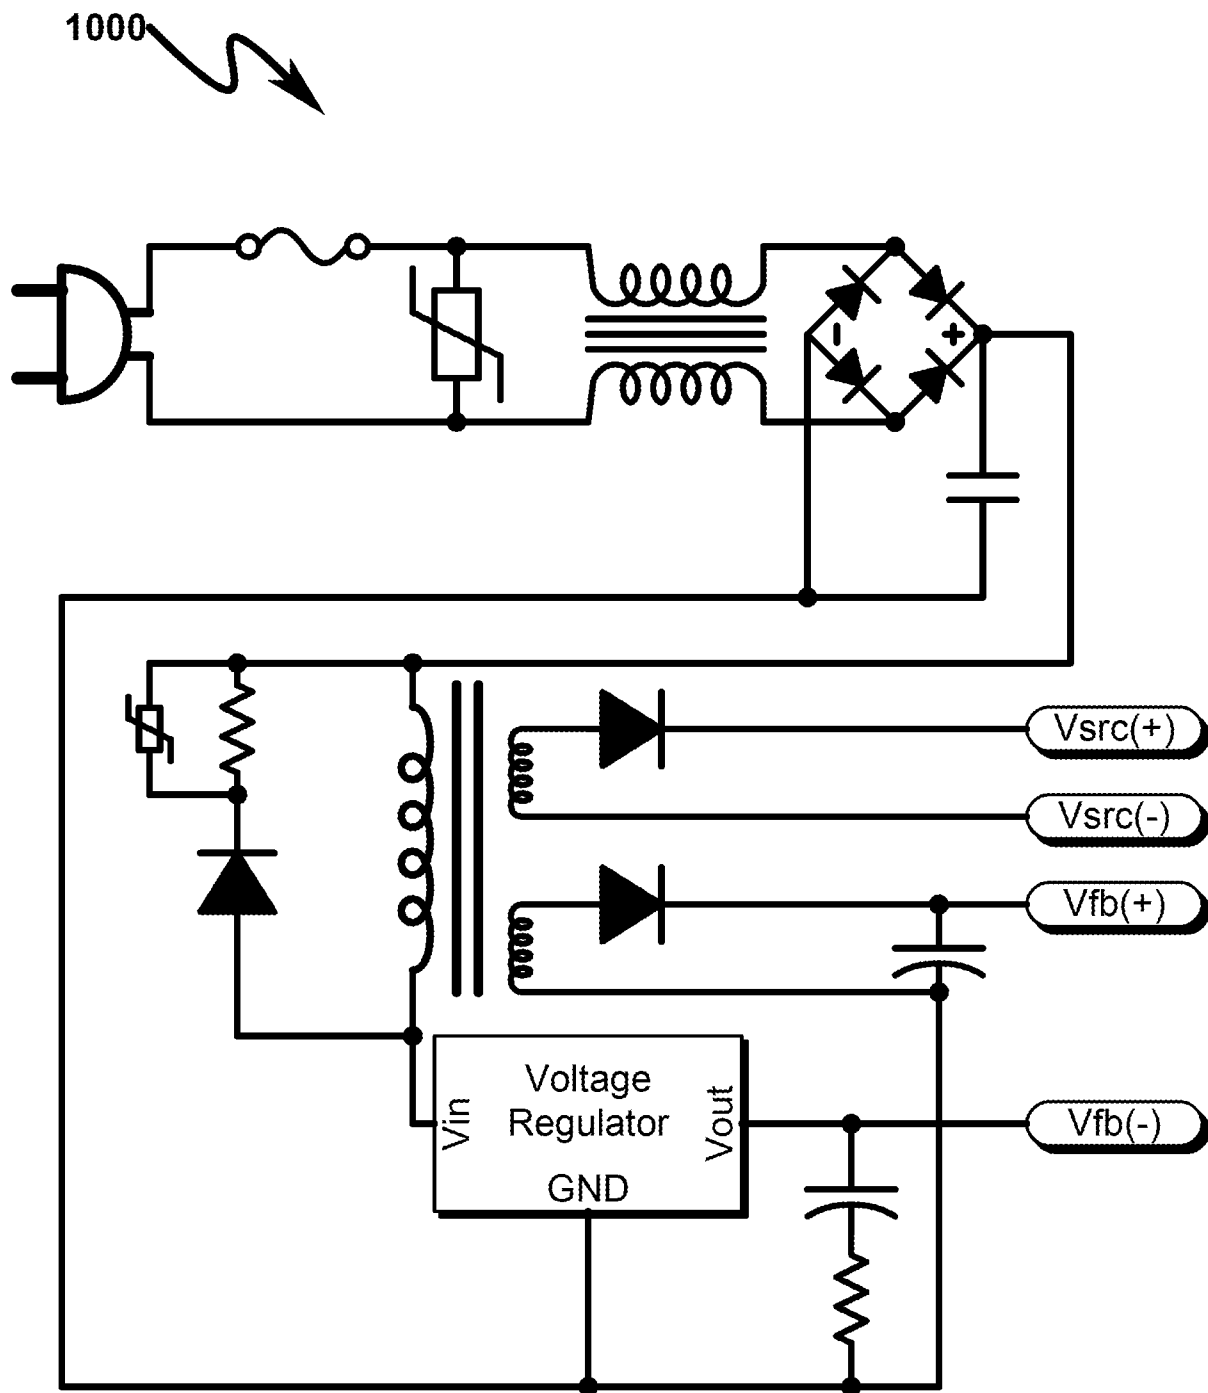 1000
-
+
Vsrc(+)
Vsrc(-)
Vfb(+)
Voltage
Regulator
Vin
Vout
GND
Vfb(-)